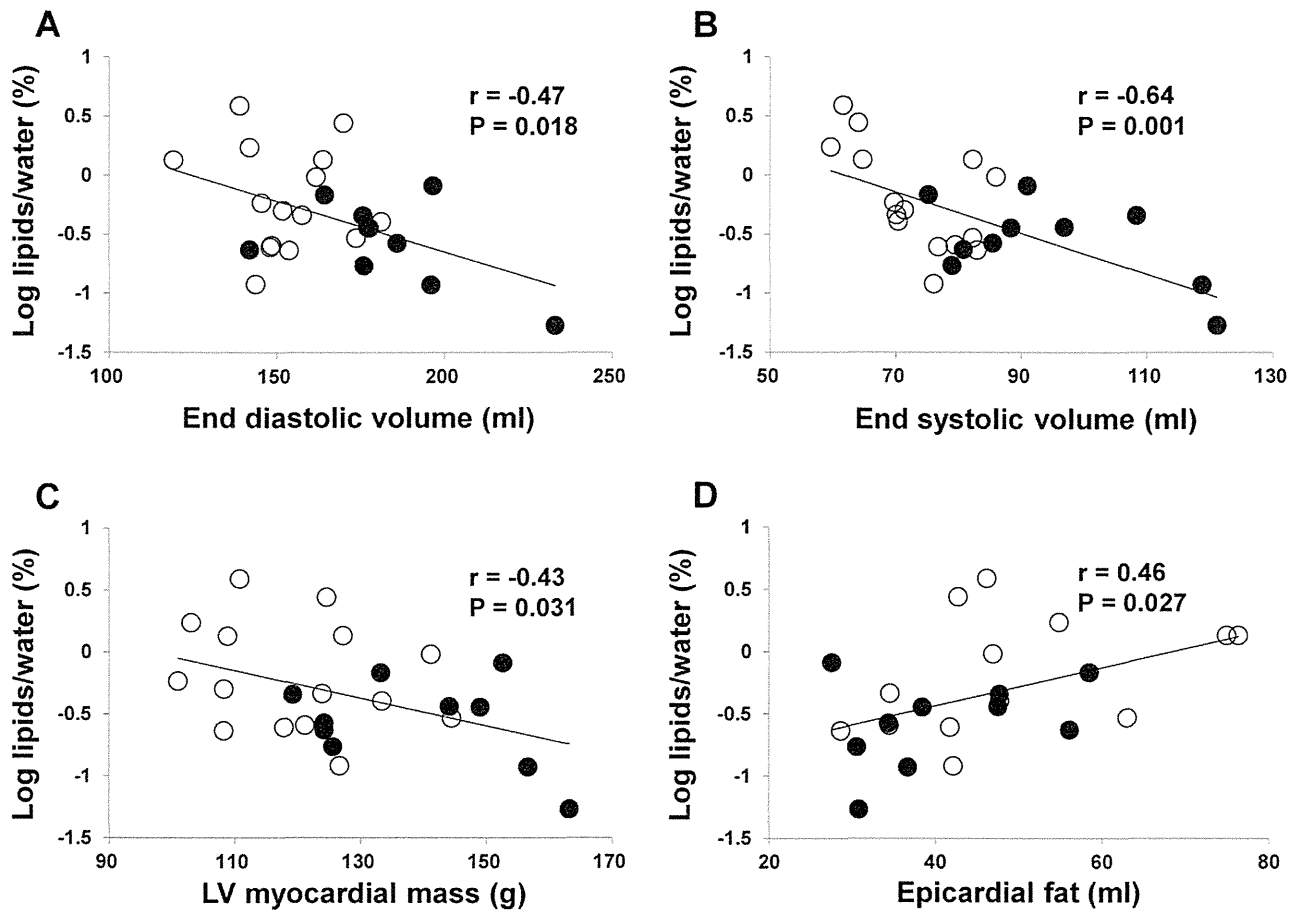 A
Log lipids/water (%)
1
0.5
0
-0.5
-1
-1.5
100
150
200
250
r = -0.47
P = 0.018
End diastolic volume (ml)
B
Log lipids/water (%)
1
0.5
0
-0.5
-1
-1.5
50
70
90
110
130
r = -0.64
P = 0.001
End systolic volume (ml)
C
Log lipids/water (%)
1
0.5
0
-0.5
-1
-1.5
90
110
130
150
170
r = -0.43
P = 0.031
LV myocardial mass (g)
D
Log lipids/water (%)
1
0.5
0
-0.5
-1
-1.5
20
40
60
80
r = 0.46
P = 0.027
Epicardial fat (ml)